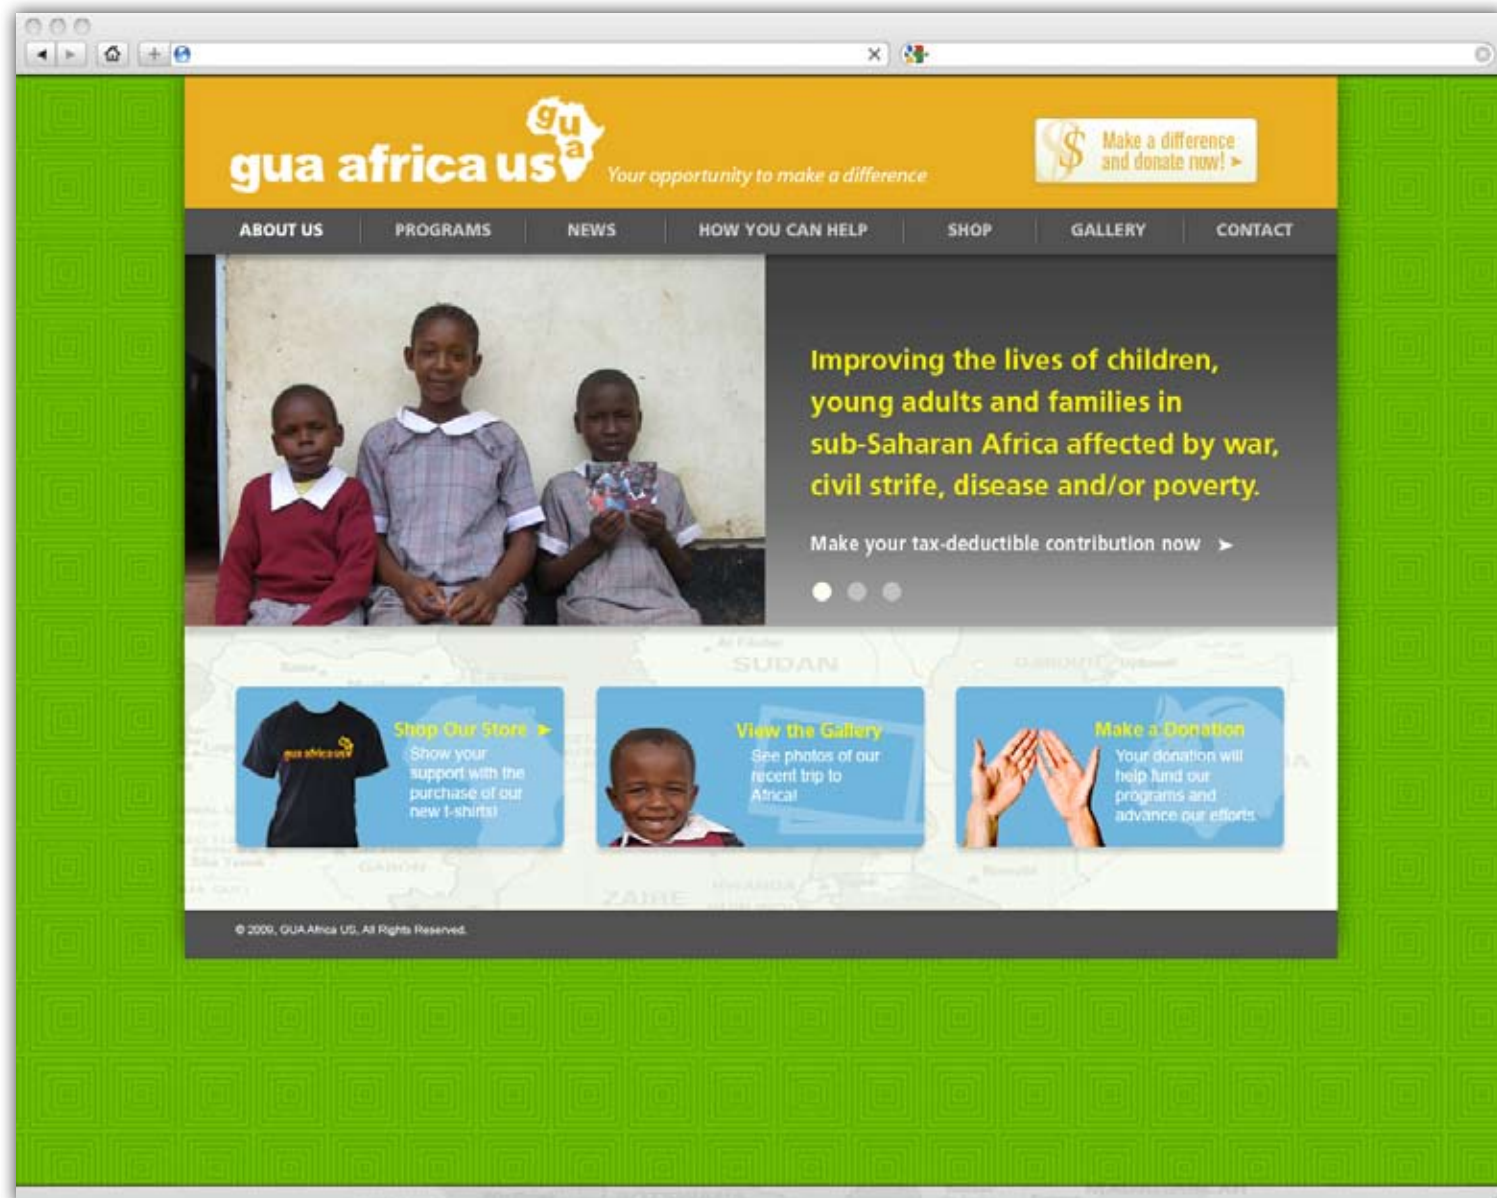 gua
gua africa us
Your opportunity to make a difference
$ Make a difference
and donate now!
ABOUT US
PROGRAMS
NEWS
HOW YOU CAN HELP
SHOP
GALLERY
CONTACT
Improving the lives of children,
young adults and families in
sub-Saharan Africa affected by war,
civil strife, disease and/or poverty.
Make your tax-deductible contribution now
SUDAN
gua africa us
Shop Our Store
Show your
support with the
purchase of our
new t-shirts!
View the Gallery
See photos of our
recent trip to
Africa!
Make a Donation
Your donation will
help fund our
programs and
advance our efforts.
GABON
ZAIRE
RWANDA
© 2009, GUA Africa US, All Rights Reserved.